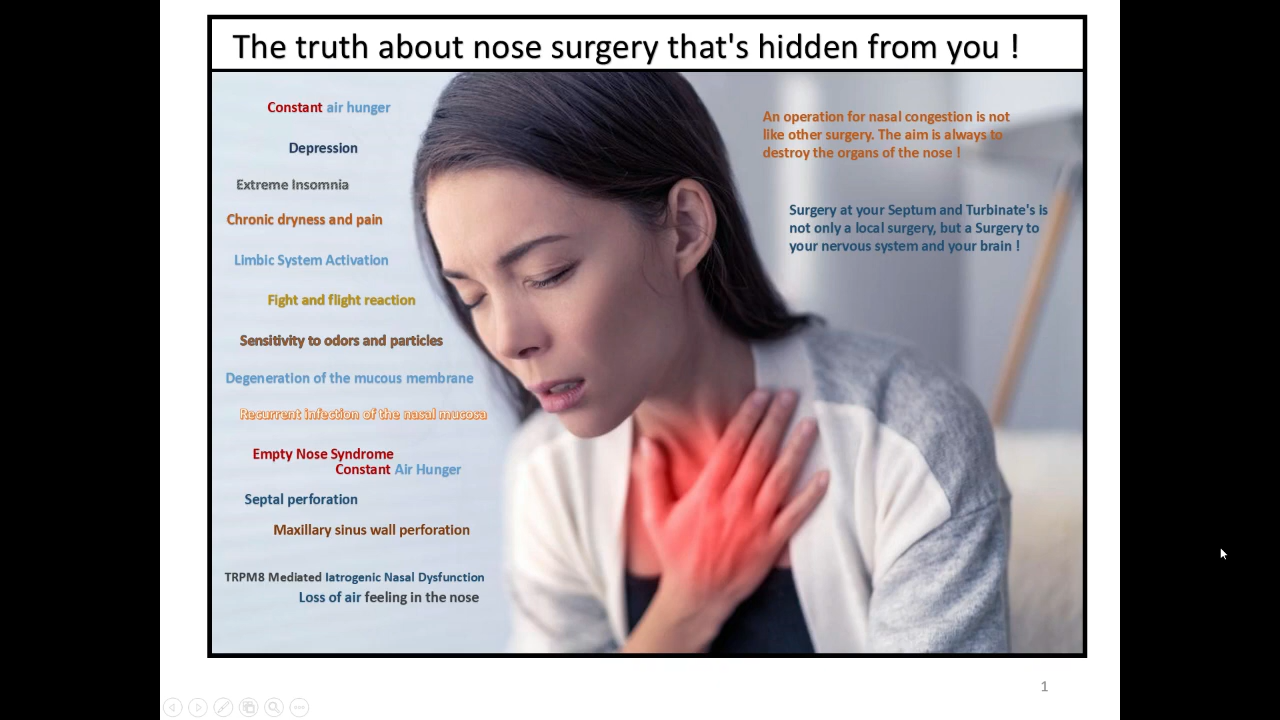 The truth about nose surgery that's hidden from you !
Constant air hunger
Depression
Extreme Insomnia
Chronic dryness and pain
Limbic System Activation
Fight and flight reaction
Sensitivity to odors and particles
Degeneration of the mucous membrane
Recurrent infection of the nasal mucosa
Empty Nose Syndrome
Constant Air Hunger
Septal perforation
Maxillary sinus wall perforation
TRPM8 Mediated Iatrogenic Nasal Dysfunction
Loss of air feeling in the nose
An operation for nasal congestion is not
like other surgery. The aim is always to
destroy the organs of the nose !
Surgery at your Septum and Turbinate's is
not only a local surgery, but a Surgery to
your nervous system and your brain !
1